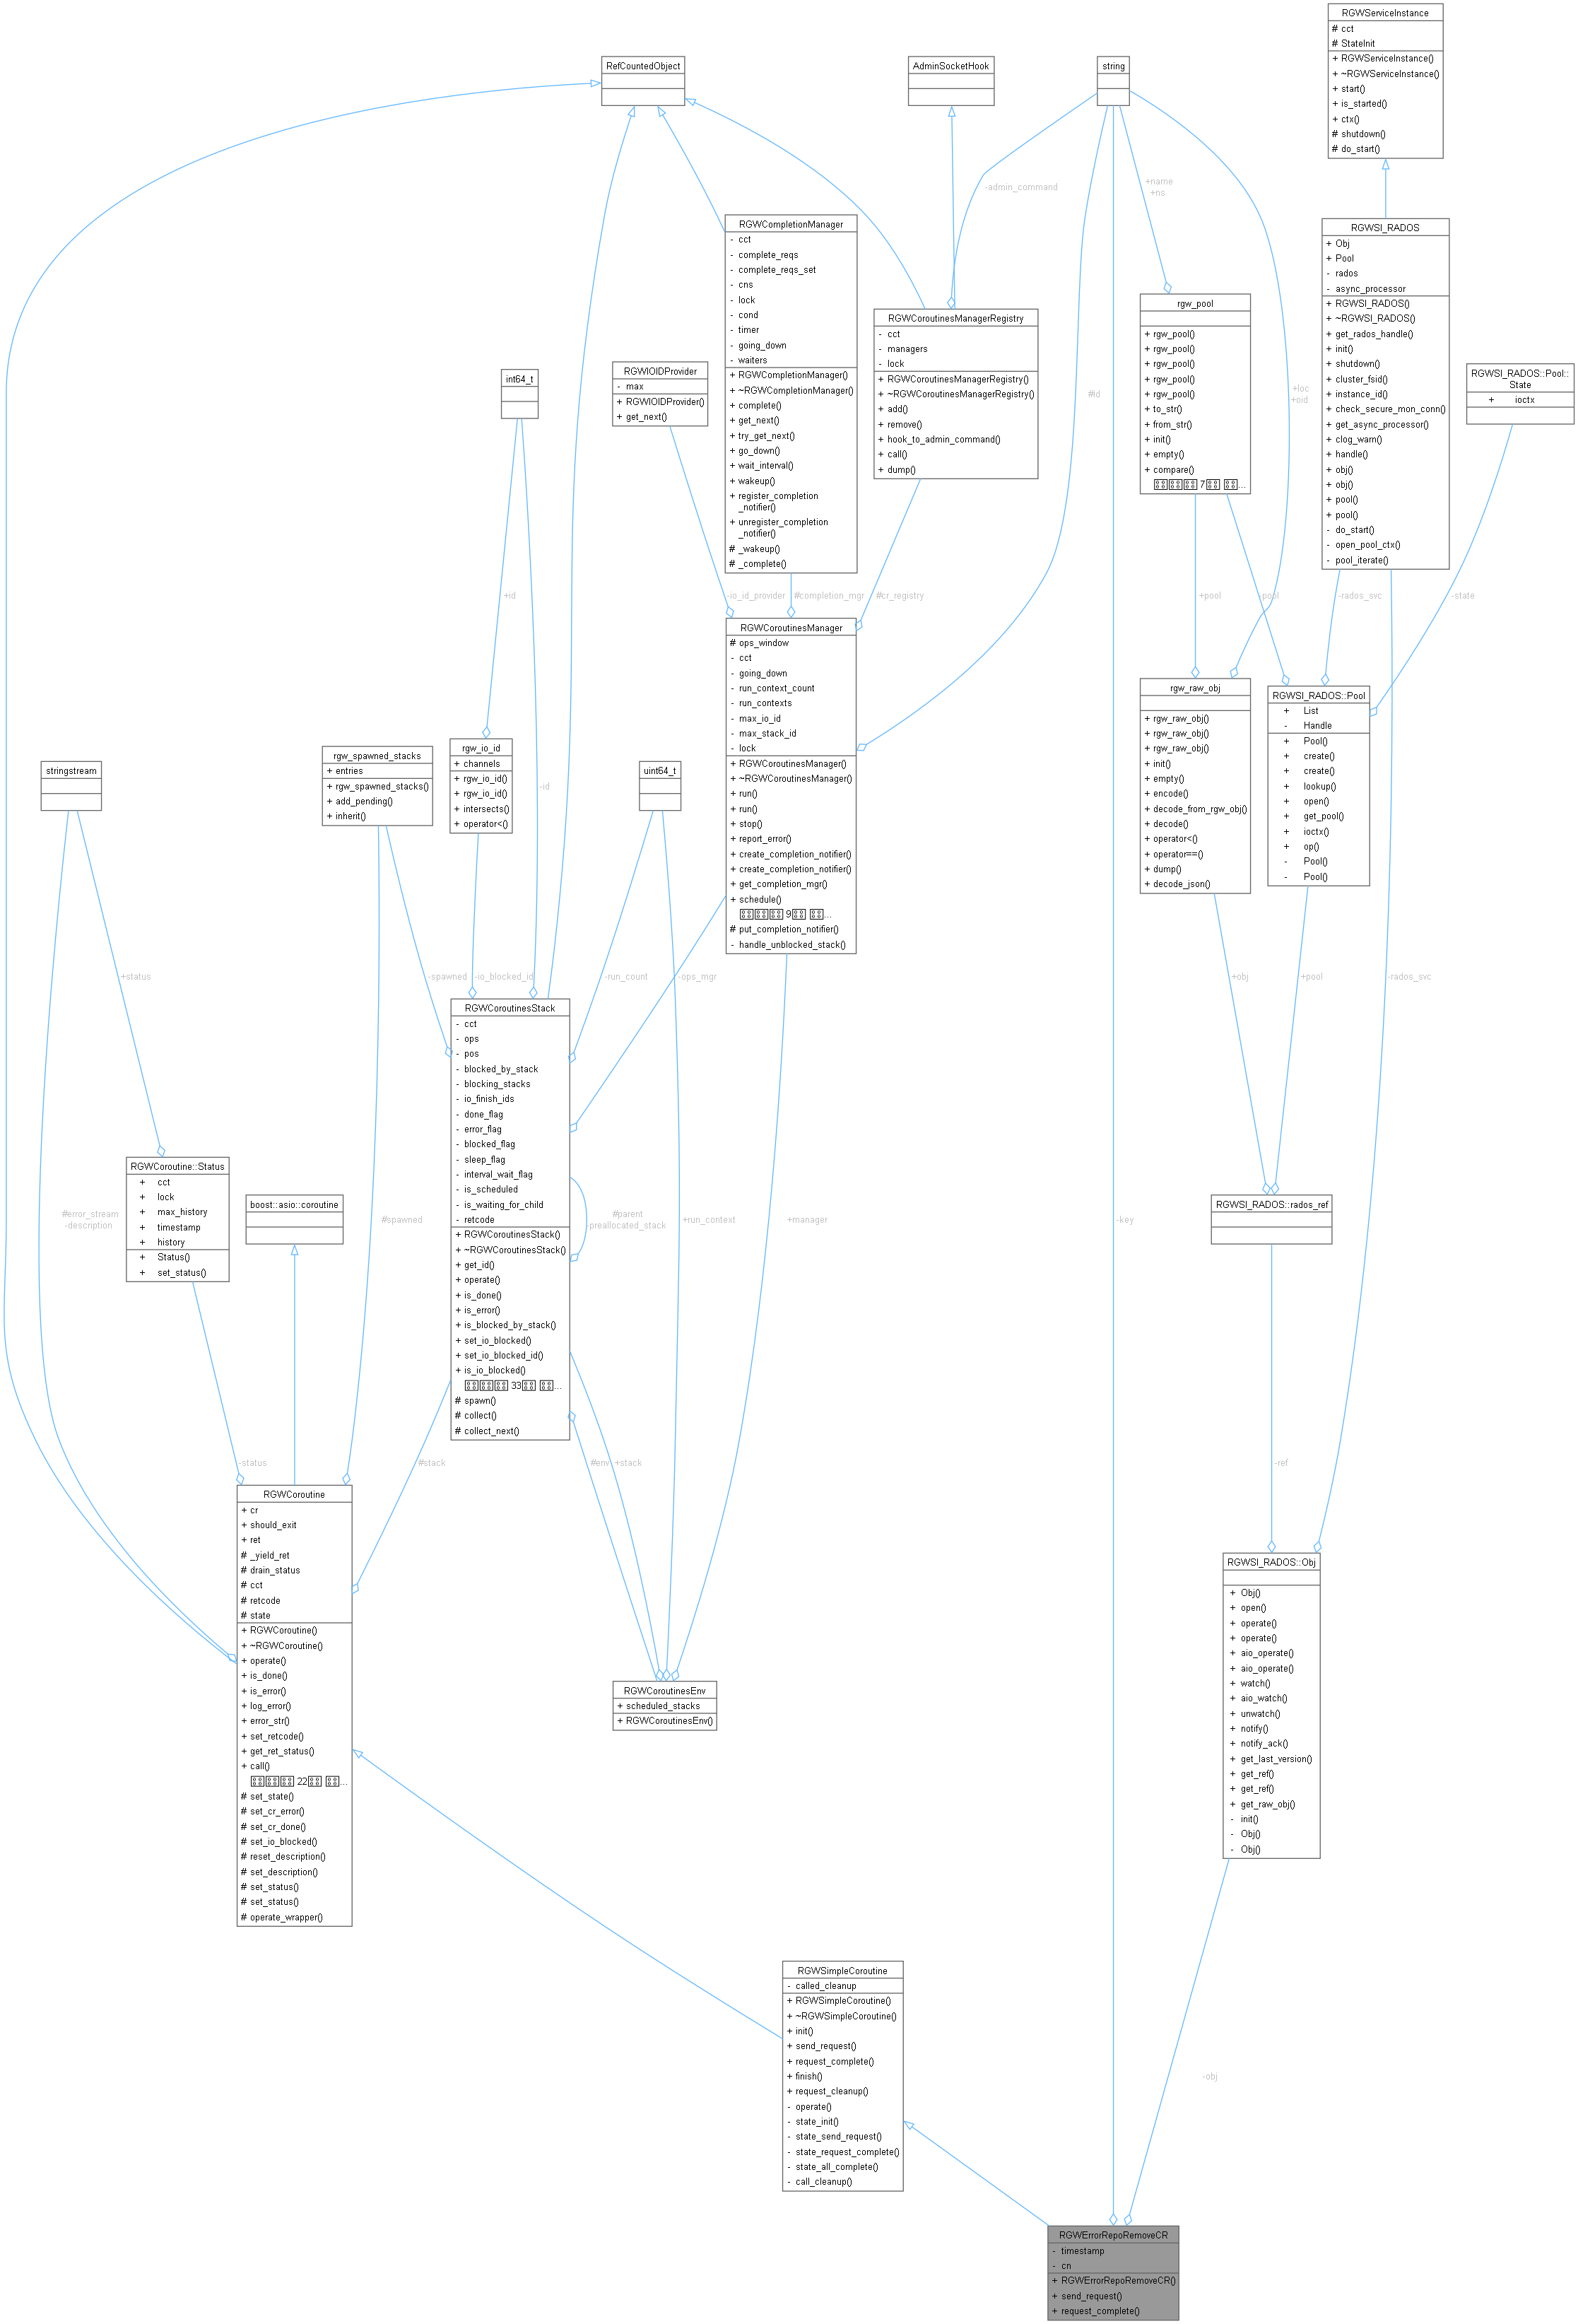 RGWServiceInstance
# cct
# StateInit
+ RGWServiceInstance()
+ ~RGWServiceInstance()
+ start()
+ is_started()
+ ctx()
# shutdown()
# do_start()
RefCountedObject
AdminSocketHook
string
-admin_command
+name
+ns
RGWCompletionManager
- cct
- complete_reqs
- complete_reqs_set
- cns
- lock
- cond
- timer
- going_down
- waiters
+ RGWCompletionManager()
+ ~RGWCompletionManager()
+ complete()
+ get_next()
+ try_get_next()
+ go_down()
+ wait_interval()
+ wakeup()
+ register_completion
_notifier()
+ unregister_completion
_notifier()
# _wakeup()
# _complete()
RGWSI_RADOS
+ Obj
+ Pool
- rados
- async_processor
+ RGWSI_RADOS()
+ ~RGWSI_RADOS()
+ get_rados_handle()
+ init()
+ shutdown()
+ cluster_fsid()
+ instance_id()
+ check_secure_mon_conn()
+ get_async_processor()
+ clog_warn()
+ handle()
+ obj()
+ obj()
+ pool()
+ pool()
- do_start()
- open_pool_ctx()
- pool_iterate()
rgw_pool
+ rgw_pool()
+ rgw_pool()
+ rgw_pool()
+ rgw_pool()
+ rgw_pool()
+ to_str()
+ from_str()
+ init()
+ empty()
+ compare()
7 ...
RGWCoroutinesManagerRegistry
- cct
- managers
- lock
+ RGWCoroutinesManagerRegistry()
+ ~RGWCoroutinesManagerRegistry()
+ add()
+ remove()
+ hook_to_admin_command()
+ call()
+ dump()
RGWIOIDProvider
- max
+ RGWIOIDProvider()
+ get_next()
int64_t
RGWSI_RADOS::Pool::
State
+ ioctx
#id
+loc
+oid
+id
-io_id_provider
#completion_mgr
#cr_registry
+pool
-pool
-rados_svc
-state
RGWCoroutinesManager
# ops_window
- cct
- going_down
- run_context_count
- run_contexts
- max_io_id
- max_stack_id
- lock
+ RGWCoroutinesManager()
+ ~RGWCoroutinesManager()
+ run()
+ run()
+ stop()
+ report_error()
+ create_completion_notifier()
+ create_completion_notifier()
+ get_completion_mgr()
+ schedule()
9 ...
# put_completion_notifier()
- handle_unblocked_stack()
rgw_raw_obj
+ rgw_raw_obj()
+ rgw_raw_obj()
+ rgw_raw_obj()
+ init()
+ empty()
+ encode()
+ decode_from_rgw_obj()
+ decode()
+ operator<()
+ operator==()
+ dump()
+ decode_json()
RGWSI_RADOS::Pool
+ List
- Handle
+ Pool()
+ create()
+ create()
+ lookup()
+ open()
+ get_pool()
+ ioctx()
+ op()
- Pool()
- Pool()
rgw_spawned_stacks
+ entries
+ rgw_spawned_stacks()
+ add_pending()
+ inherit()
rgw_io_id
+ channels
+ rgw_io_id()
+ rgw_io_id()
+ intersects()
+ operator<()
stringstream
uint64_t
-id
+status
-spawned
-io_blocked_id
-run_count
-ops_mgr
+obj
+pool
-rados_svc
RGWCoroutinesStack
- cct
- ops
- pos
- blocked_by_stack
- blocking_stacks
- io_finish_ids
- done_flag
- error_flag
- blocked_flag
- sleep_flag
- interval_wait_flag
- is_scheduled
- is_waiting_for_child
- retcode
+ RGWCoroutinesStack()
+ ~RGWCoroutinesStack()
+ get_id()
+ operate()
+ is_done()
+ is_error()
+ is_blocked_by_stack()
+ set_io_blocked()
+ set_io_blocked_id()
+ is_io_blocked()
33 ...
# spawn()
# collect()
# collect_next()
RGWCoroutine::Status
+ cct
+ lock
+ max_history
+ timestamp
+ history
+ Status()
+ set_status()
boost::asio::coroutine
RGWSI_RADOS::rados_ref
#error_stream
-description
#spawned
#parent
-preallocated_stack
+run_context
+manager
-key
-status
#stack
#env
+stack
-ref
RGWCoroutine
+ cr
+ should_exit
+ ret
# _yield_ret
# drain_status
# cct
# retcode
# state
+ RGWCoroutine()
+ ~RGWCoroutine()
+ operate()
+ is_done()
+ is_error()
+ log_error()
+ error_str()
+ set_retcode()
+ get_ret_status()
+ call()
22 ...
# set_state()
# set_cr_error()
# set_cr_done()
# set_io_blocked()
# reset_description()
# set_description()
# set_status()
# set_status()
# operate_wrapper()
RGWSI_RADOS::Obj
+ Obj()
+ open()
+ operate()
+ operate()
+ aio_operate()
+ aio_operate()
+ watch()
+ aio_watch()
+ unwatch()
+ notify()
+ notify_ack()
+ get_last_version()
+ get_ref()
+ get_ref()
+ get_raw_obj()
- init()
- Obj()
- Obj()
RGWCoroutinesEnv
+ scheduled_stacks
+ RGWCoroutinesEnv()
RGWSimpleCoroutine
- called_cleanup
+ RGWSimpleCoroutine()
+ ~RGWSimpleCoroutine()
+ init()
+ send_request()
+ request_complete()
+ finish()
+ request_cleanup()
- operate()
- state_init()
- state_send_request()
- state_request_complete()
- state_all_complete()
- call_cleanup()
-obj
RGWErrorRepoRemoveCR
- timestamp
- cn
+ RGWErrorRepoRemoveCR()
+ send_request()
+ request_complete()